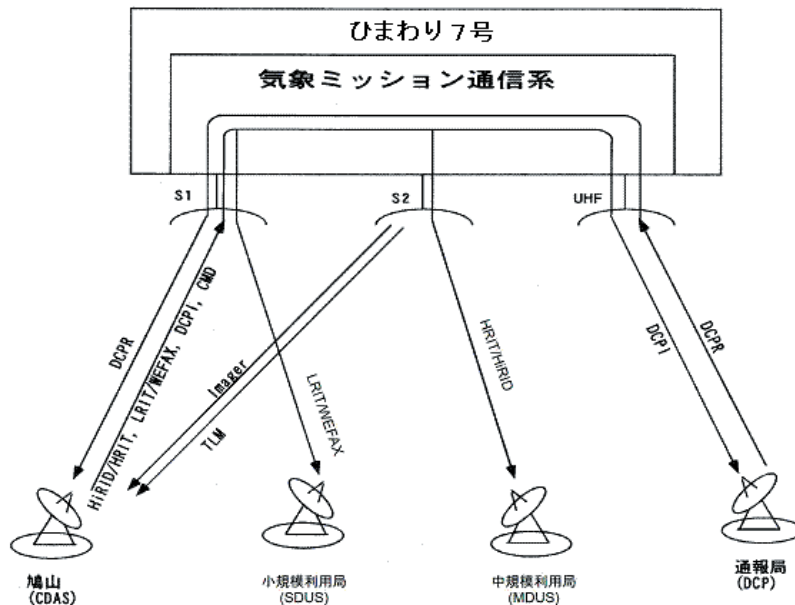 ひまわり7号
気象ミッション通信系
S1
S2
UHF
DCPR
HiRID/HRIT, LRIT/WEFAX, DCPI, CMD
Imager
TLM
LRIT/WEFAX
HRIT/HiRID
DCPI
DCPR
鳩山
(CDAS)
小規模利用局
(SDUS)
中規模利用局
(MDUS)
通報局
(DCP)